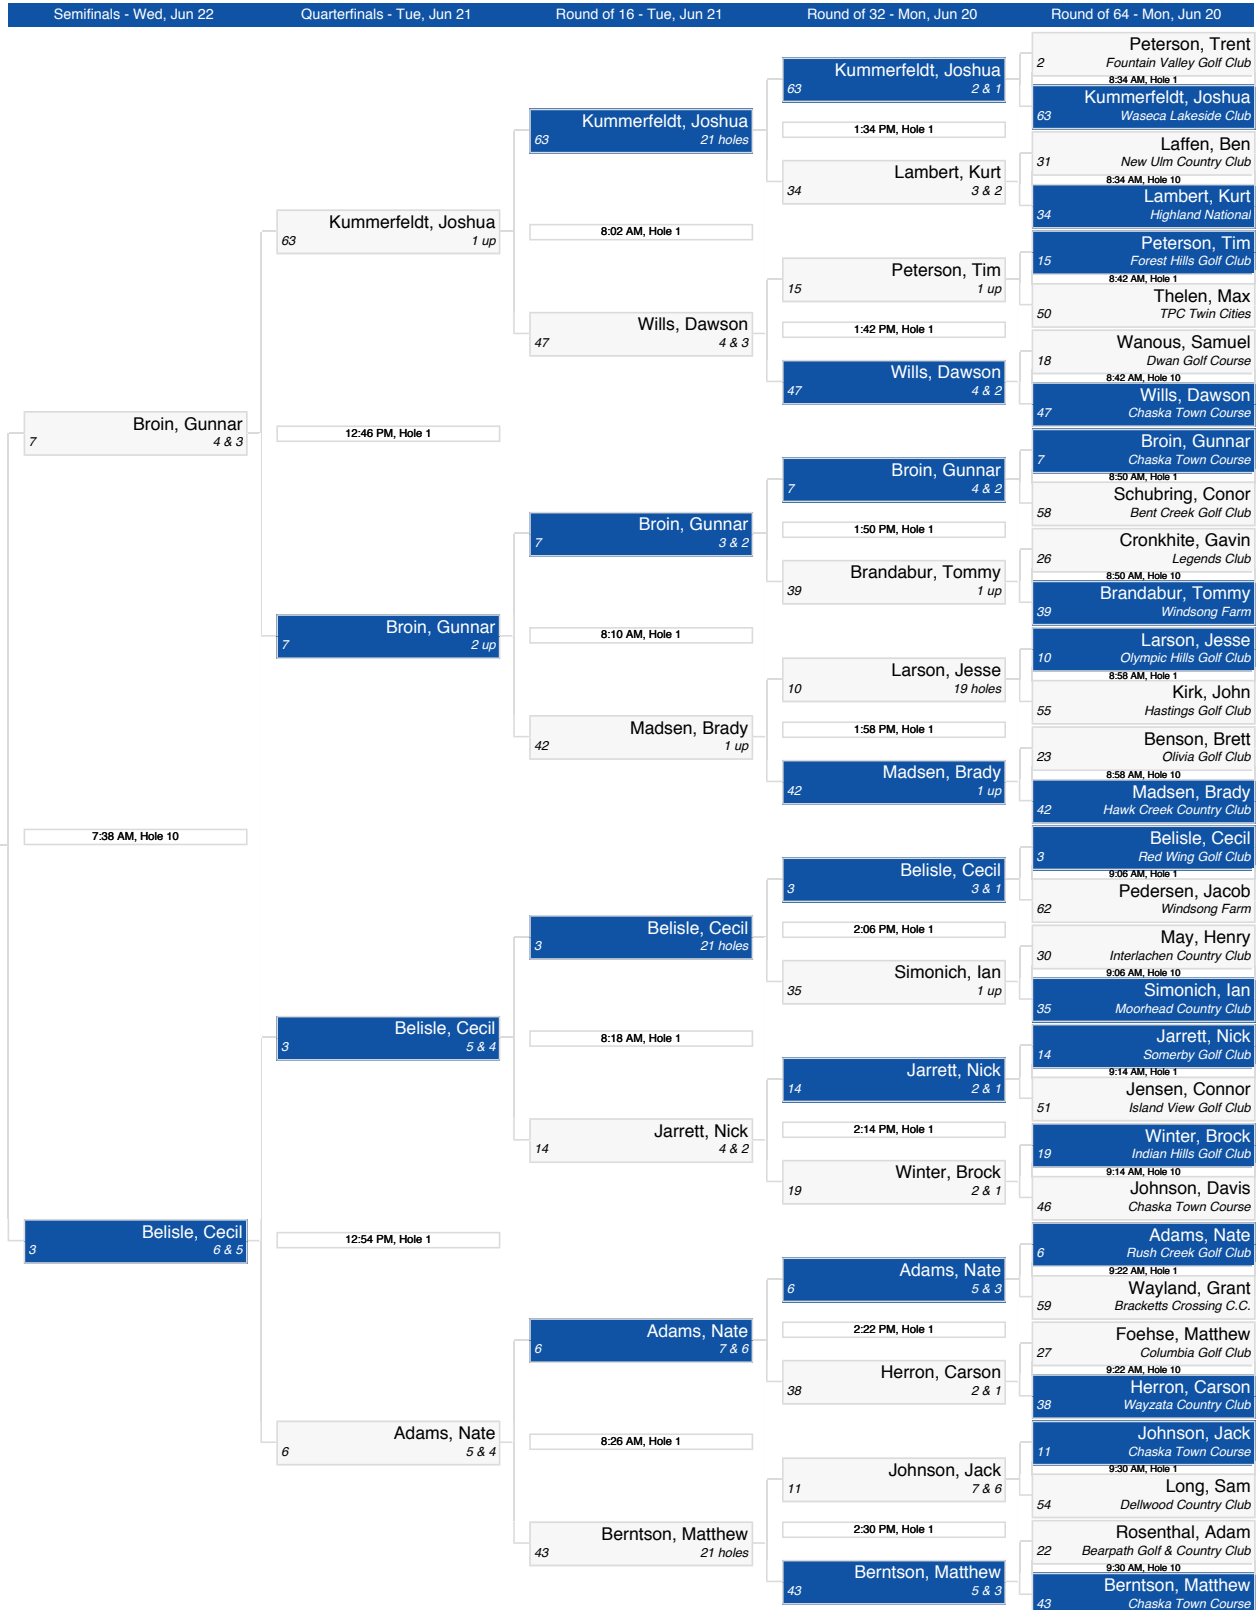 Semifinals - Wed, Jun 22
Quarterfinals - Tue, Jun 21
Round of 16 - Tue, Jun 21
Round of 32 - Mon, Jun 20
Round of 64 - Mon, Jun 20
Broin, Gunnar
7 4 & 3
7:38 AM, Hole 10
Belisle, Cecil
3 6 & 5
Kummerfeldt, Joshua
63 1 up
12:46 PM, Hole 1
Broin, Gunnar
7 2 up
Belisle, Cecil
3 5 & 4
12:54 PM, Hole 1
Adams, Nate
6 5 & 4
Kummerfeldt, Joshua
63 21 holes
8:02 AM, Hole 1
Wills, Dawson
47 4 & 3
Broin, Gunnar
7 3 & 2
8:10 AM, Hole 1
Madsen, Brady
42 1 up
Belisle, Cecil
3 21 holes
8:18 AM, Hole 1
Jarrett, Nick
14 4 & 2
Adams, Nate
6 7 & 6
8:26 AM, Hole 1
Berntson, Matthew
43 21 holes
Kummerfeldt, Joshua
63 2 & 1
1:34 PM, Hole 1
Lambert, Kurt
34 3 & 2
Peterson, Tim
15 1 up
1:42 PM, Hole 1
Wills, Dawson
47 4 & 2
Broin, Gunnar
7 4 & 2
1:50 PM, Hole 1
Brandabur, Tommy
39 1 up
Larson, Jesse
10 19 holes
1:58 PM, Hole 1
Madsen, Brady
42 1 up
Belisle, Cecil
3 3 & 1
2:06 PM, Hole 1
Simonich, Ian
35 1 up
Jarrett, Nick
14 2 & 1
2:14 PM, Hole 1
Winter, Brock
19 2 & 1
Adams, Nate
6 5 & 3
2:22 PM, Hole 1
Herron, Carson
38 2 & 1
Johnson, Jack
11 7 & 6
2:30 PM, Hole 1
Berntson, Matthew
43 5 & 3
Peterson, Trent
2 Fountain Valley Golf Club
8:34 AM, Hole 1
Kummerfeldt, Joshua
63 Waseca Lakeside Club
Laffen, Ben
31 New Ulm Country Club
8:34 AM, Hole 10
Lambert, Kurt
34 Highland National
Peterson, Tim
15 Forest Hills Golf Club
8:42 AM, Hole 1
Thelen, Max
50 TPC Twin Cities
Wanous, Samuel
18 Dwan Golf Course
8:42 AM, Hole 10
Wills, Dawson
47 Chaska Town Course
Broin, Gunnar
7 Chaska Town Course
8:50 AM, Hole 1
Schubring, Conor
58 Bent Creek Golf Club
Cronkhite, Gavin
26 Legends Club
8:50 AM, Hole 10
Brandabur, Tommy
39 Windsong Farm
Larson, Jesse
10 Olympic Hills Golf Club
8:58 AM, Hole 1
Kirk, John
55 Hastings Golf Club
Benson, Brett
23 Olivia Golf Club
8:58 AM, Hole 10
Madsen, Brady
42 Hawk Creek Country Club
Belisle, Cecil
3 Red Wing Golf Club
9:06 AM, Hole 1
Pedersen, Jacob
62 Windsong Farm
May, Henry
30 Interlachen Country Club
9:06 AM, Hole 10
Simonich, Ian
35 Moorhead Country Club
Jarrett, Nick
14 Somerby Golf Club
9:14 AM, Hole 1
Jensen, Connor
51 Island View Golf Club
Winter, Brock
19 Indian Hills Golf Club
9:14 AM, Hole 10
Johnson, Davis
46 Chaska Town Course
Adams, Nate
6 Rush Creek Golf Club
9:22 AM, Hole 1
Wayland, Grant
59 Bracketts Crossing C.C.
Foehse, Matthew
27 Columbia Golf Club
9:22 AM, Hole 10
Herron, Carson
38 Wayzata Country Club
Johnson, Jack
11 Chaska Town Course
9:30 AM, Hole 1
Long, Sam
54 Dellwood Country Club
Rosenthal, Adam
22 Bearpath Golf & Country Club
9:30 AM, Hole 10
Berntson, Matthew
43 Chaska Town Course